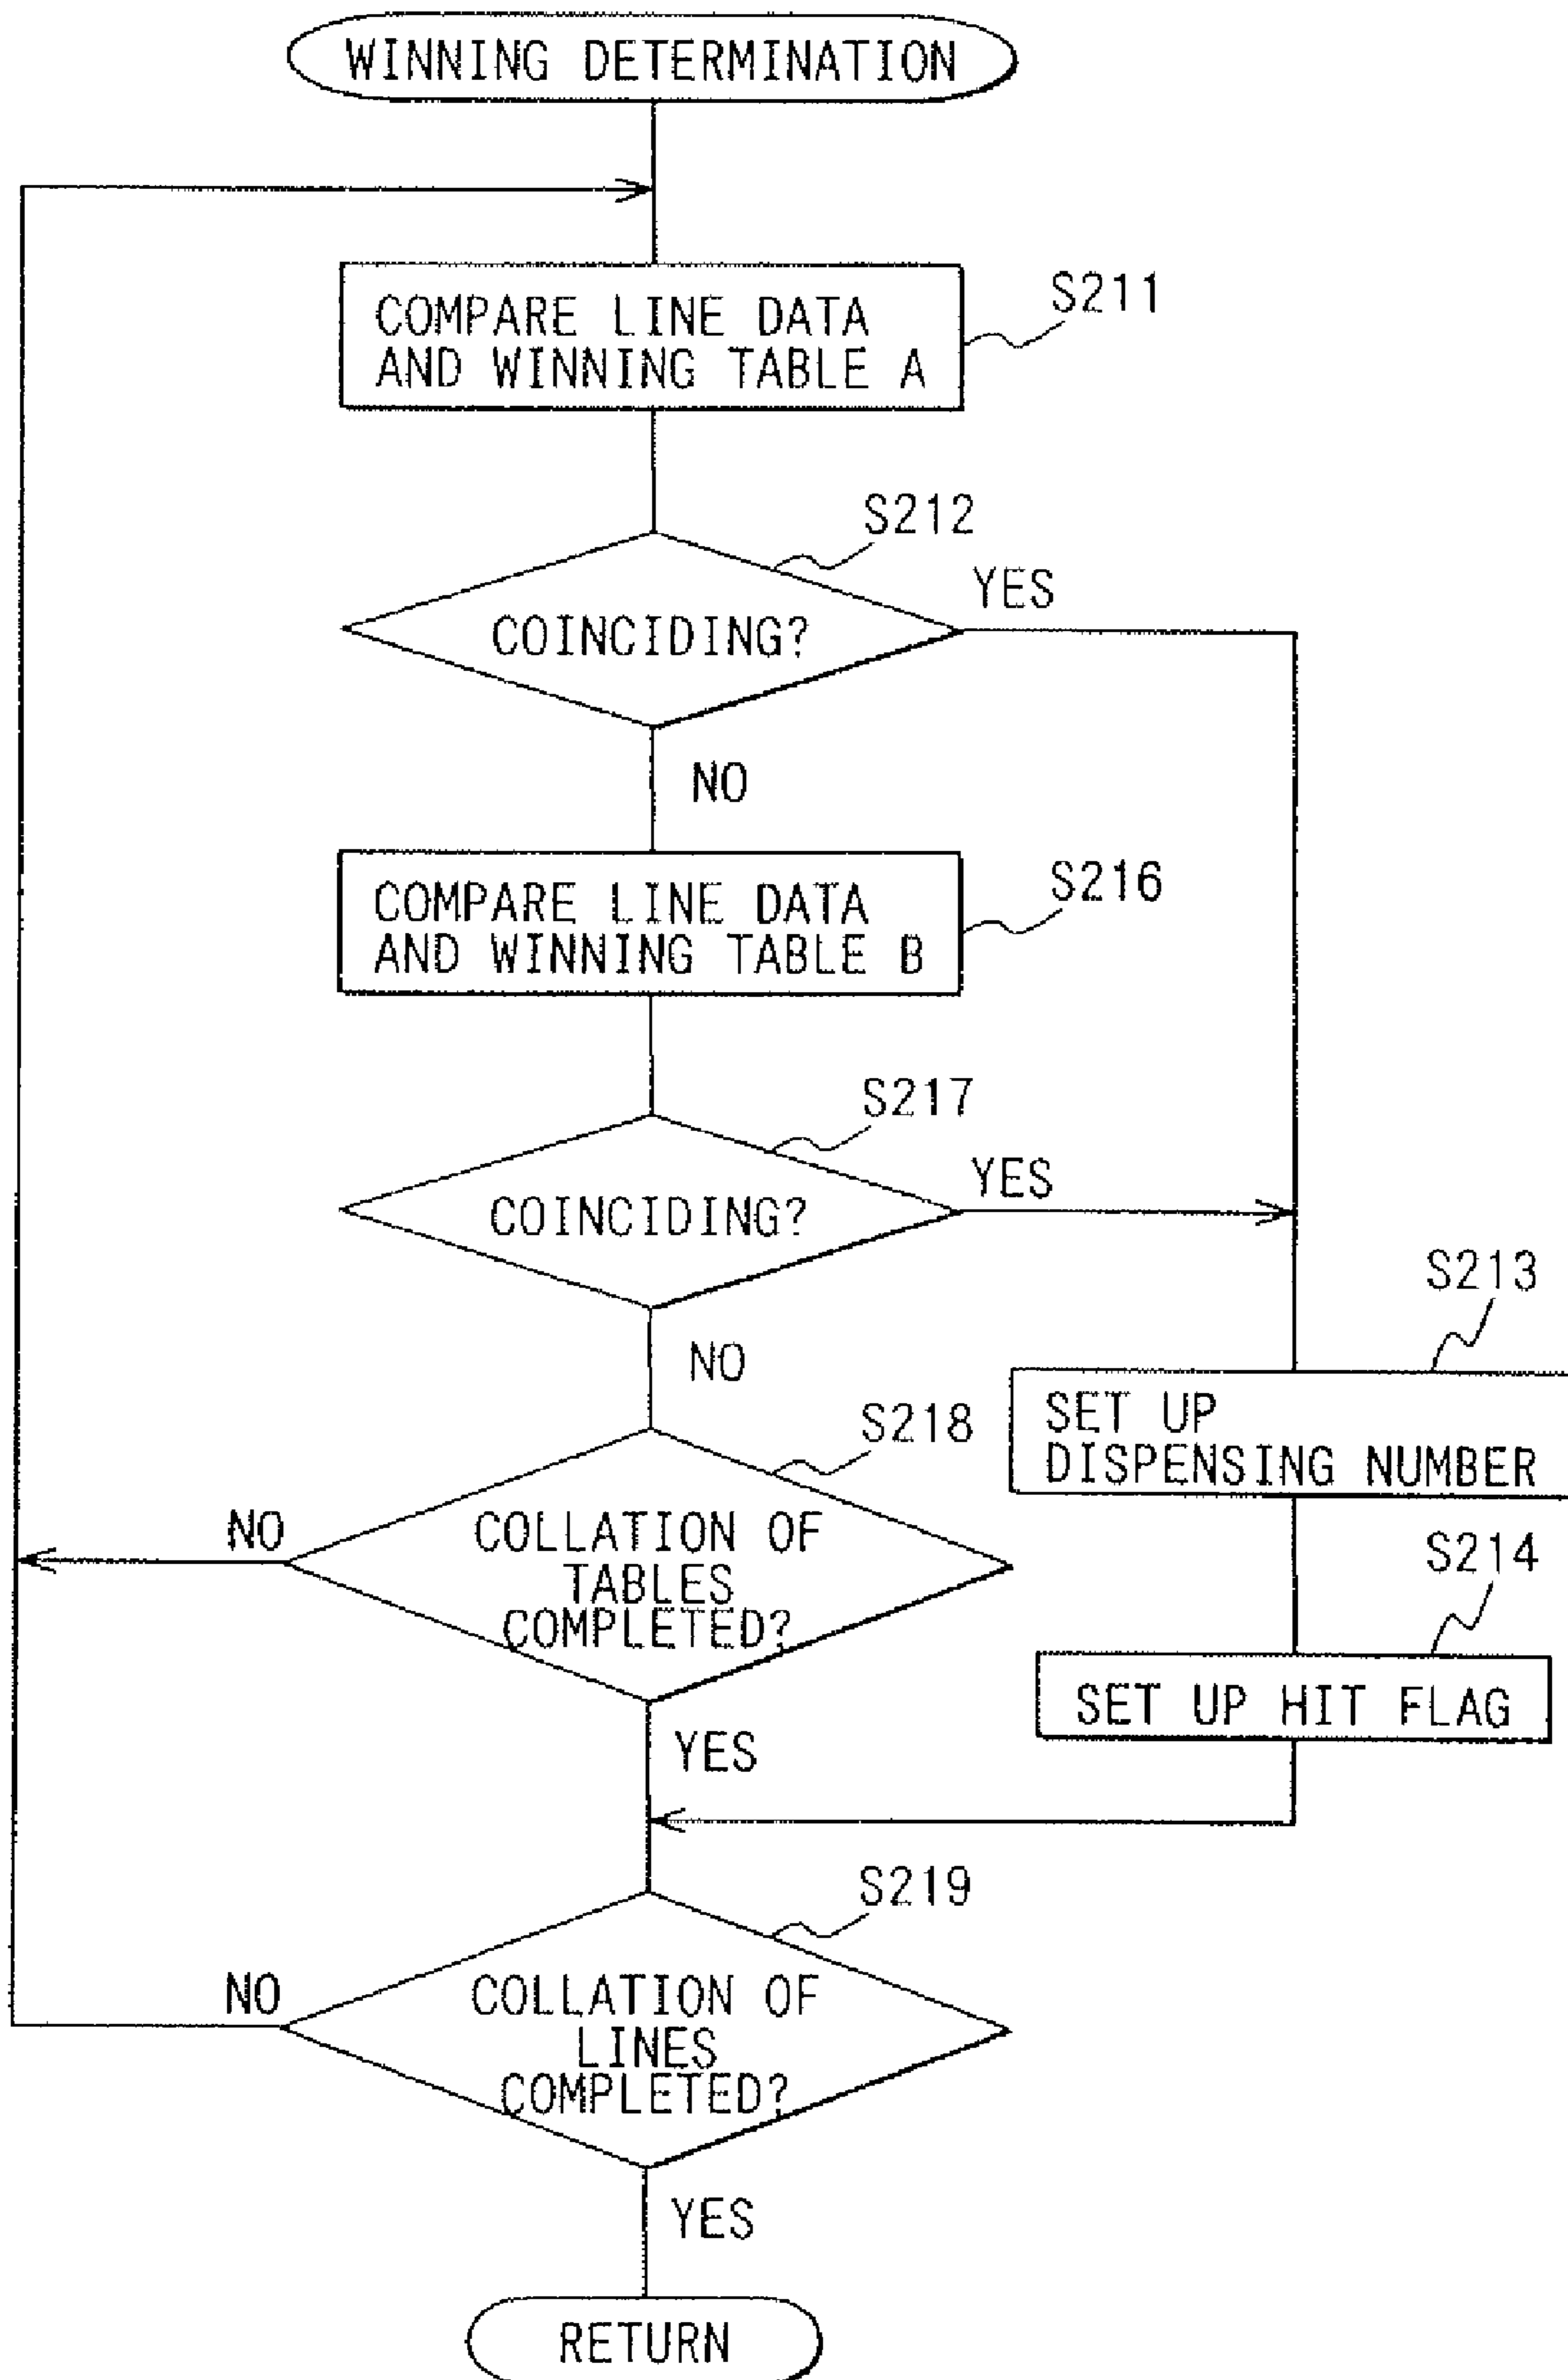 WINNING DETERMINATION
COMPARE LINE DATA
AND WINNING TABLE A
S211
S212
COINCIDING?
YES
NO
COMPARE LINE DATA
AND WINNING TABLE B
S216
S217
COINCIDING?
YES
NO
S213
SET UP
DISPENSING NUMBER
S218
COLLATION OF
TABLES
COMPLETED?
NO
YES
S214
SET UP HIT FLAG
S219
COLLATION OF
LINES
COMPLETED?
NO
YES
RETURN